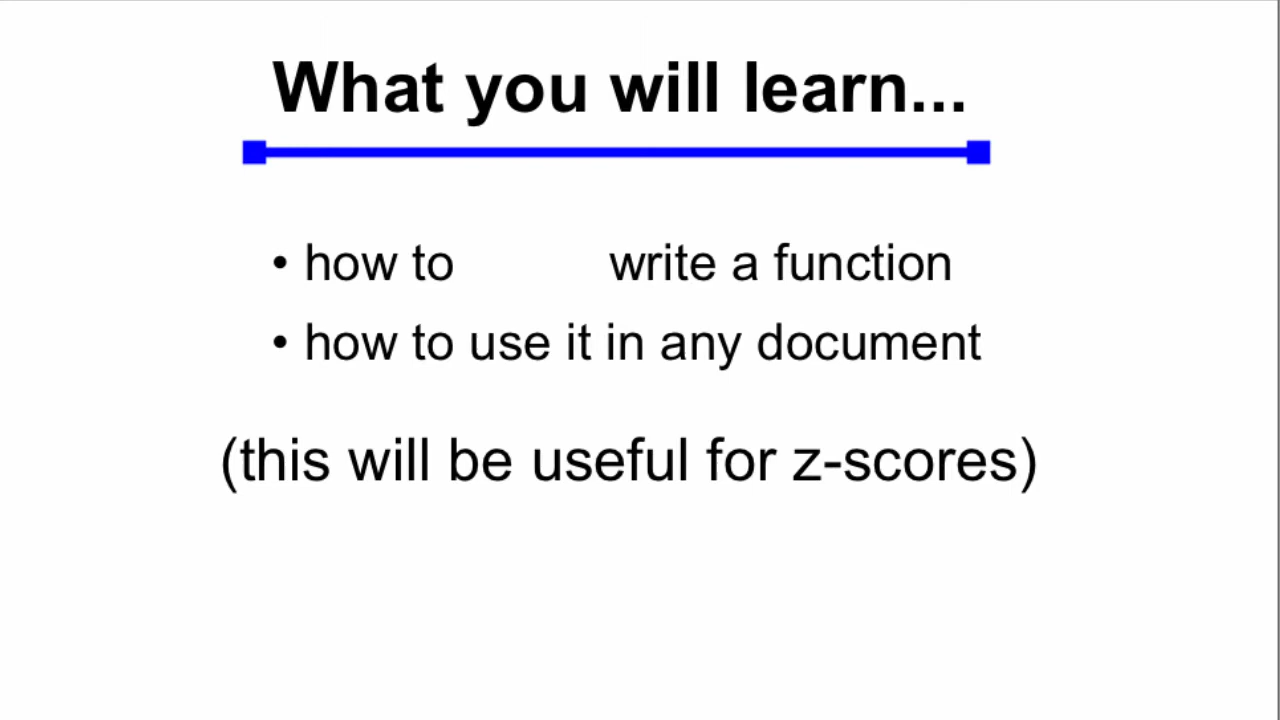 What you will learn...
• how to write a function
• how to use it in any document
(this will be useful for z-scores)